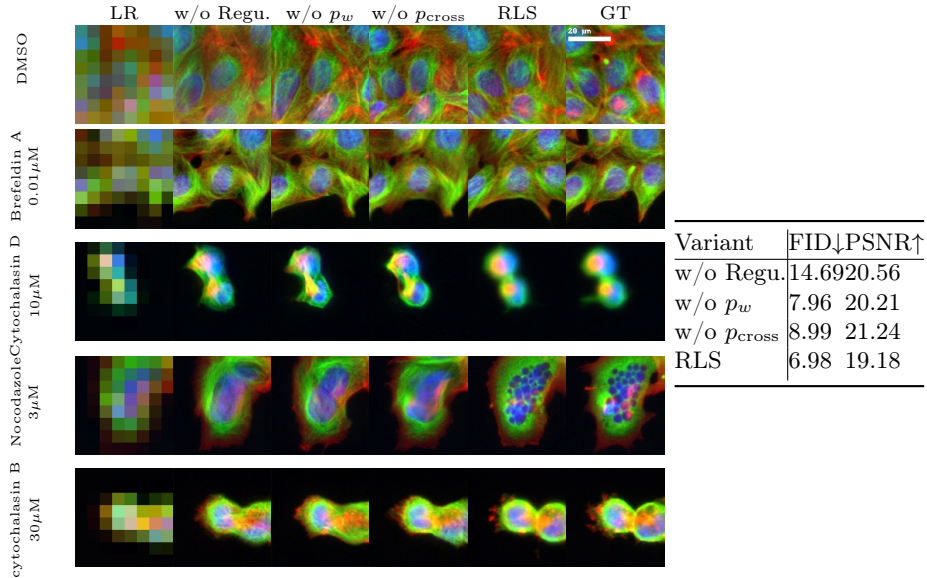 LR w/o Regu. w/o p_w w/o p_cross RLS GT
20 μm
DMSO
Brefeldin A
0.01μM
Cytochalasin D
10μM
Nocodazole
3μM
cytochalasin B
30μM
Variant FID↓ PSNR↑
w/o Regu. 14.69 20.56
w/o p_w 7.96 20.21
w/o p_cross 8.99 21.24
RLS 6.98 19.18